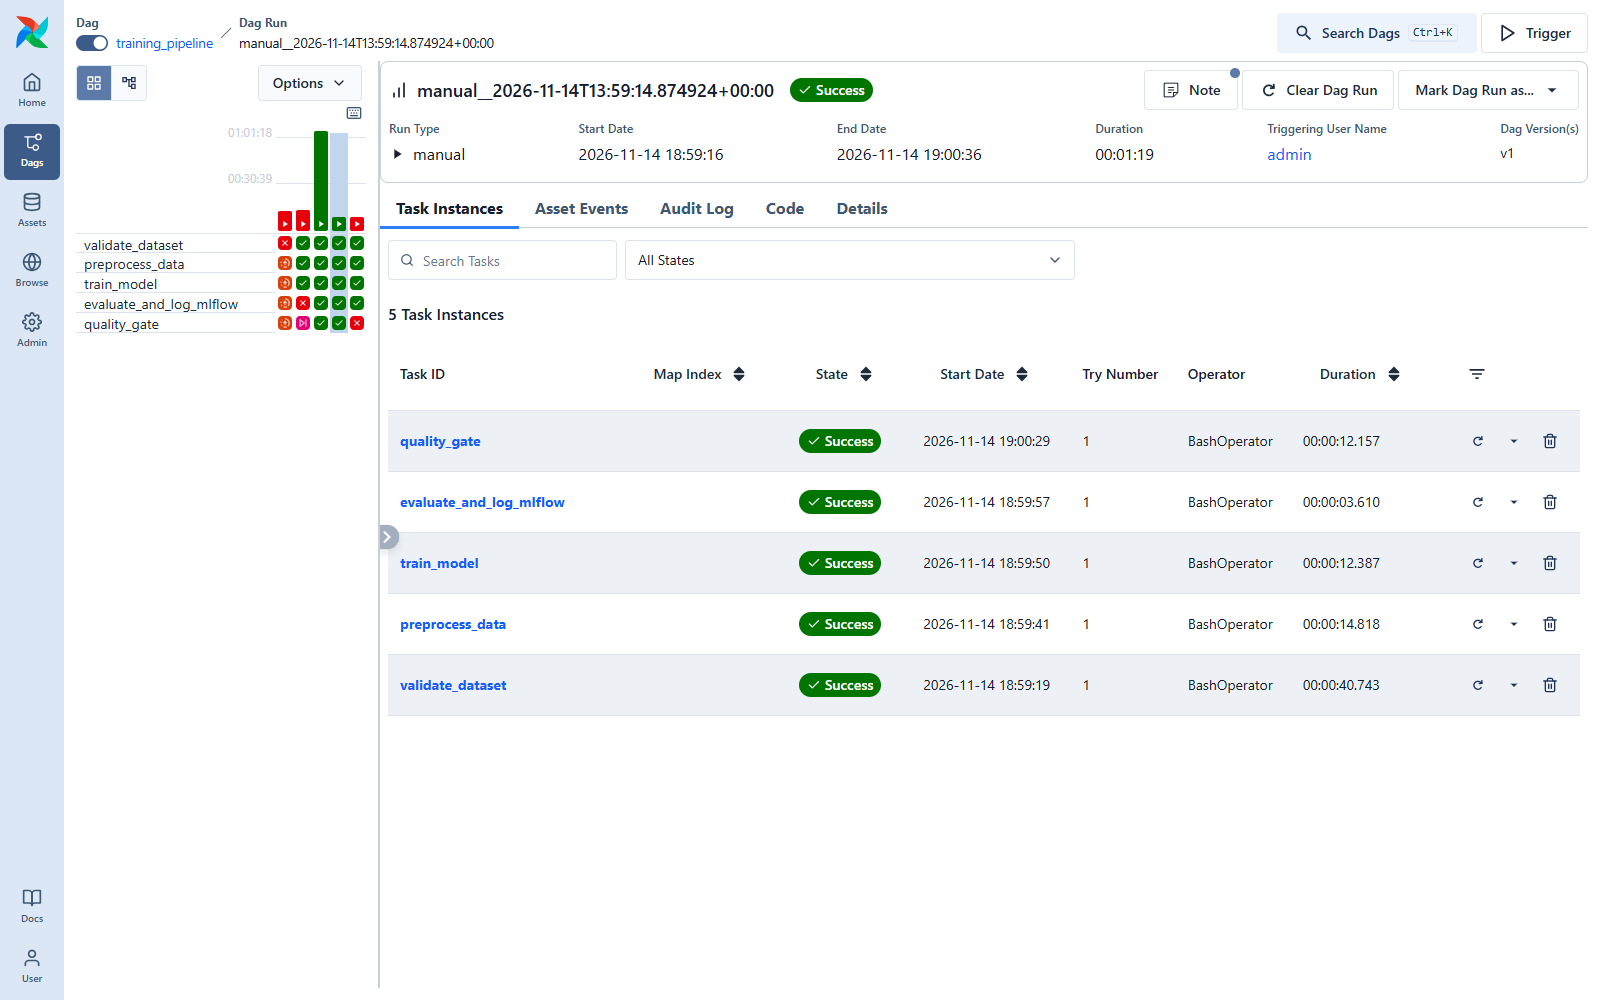 Dag
training_pipeline
/
Dag Run
manual__2026-11-14T13:59:14.874924+00:00
Search Dags Ctrl+K
Trigger
Home
Dags
Assets
Browse
Admin
Docs
User
Options
01:01:18
00:30:39
validate_dataset
preprocess_data
train_model
evaluate_and_log_mlflow
quality_gate
manual__2026-11-14T13:59:14.874924+00:00 Success
Note
Clear Dag Run
Mark Dag Run as...
Run Type Start Date End Date Duration Triggering User Name Dag Version(s)
manual 2026-11-14 18:59:16 2026-11-14 19:00:36 00:01:19 admin v1
Task Instances Asset Events Audit Log Code Details
Search Tasks All States
5 Task Instances
Task ID Map Index State Start Date Try Number Operator Duration
quality_gate Success 2026-11-14 19:00:29 1 BashOperator 00:00:12.157
evaluate_and_log_mlflow Success 2026-11-14 18:59:57 1 BashOperator 00:00:03.610
train_model Success 2026-11-14 18:59:50 1 BashOperator 00:00:12.387
preprocess_data Success 2026-11-14 18:59:41 1 BashOperator 00:00:14.818
validate_dataset Success 2026-11-14 18:59:19 1 BashOperator 00:00:40.743